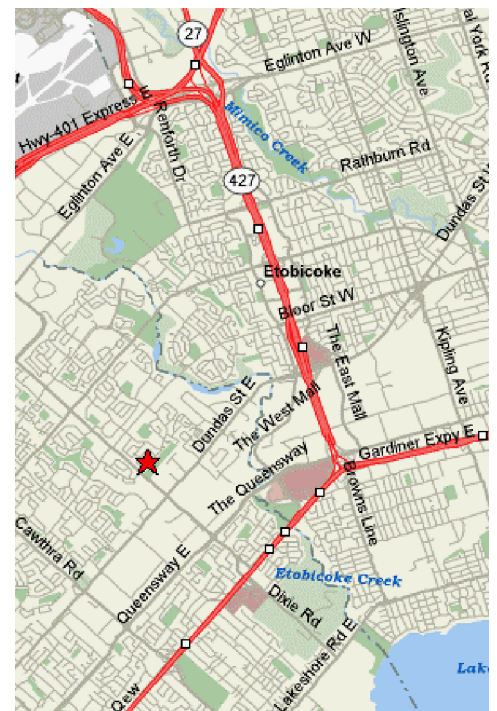 27
Eglinton Ave W
Islington Ave
al York Rd
Hwy-401 Express E
Renforth Dr
Mimico Creek
Rathburn Rd
Eglinton Ave E
427
Dundas St W
Etobicoke
Bloor St W
The East Mall
Kipling Ave
Dundas St E
The West Mall
Gardiner Expy E
The Queensway
Browns Line
Cawthra Rd
Queensway E
Etobicoke Creek
Dixie Rd
Lakeshore Rd E
Lak
Qew